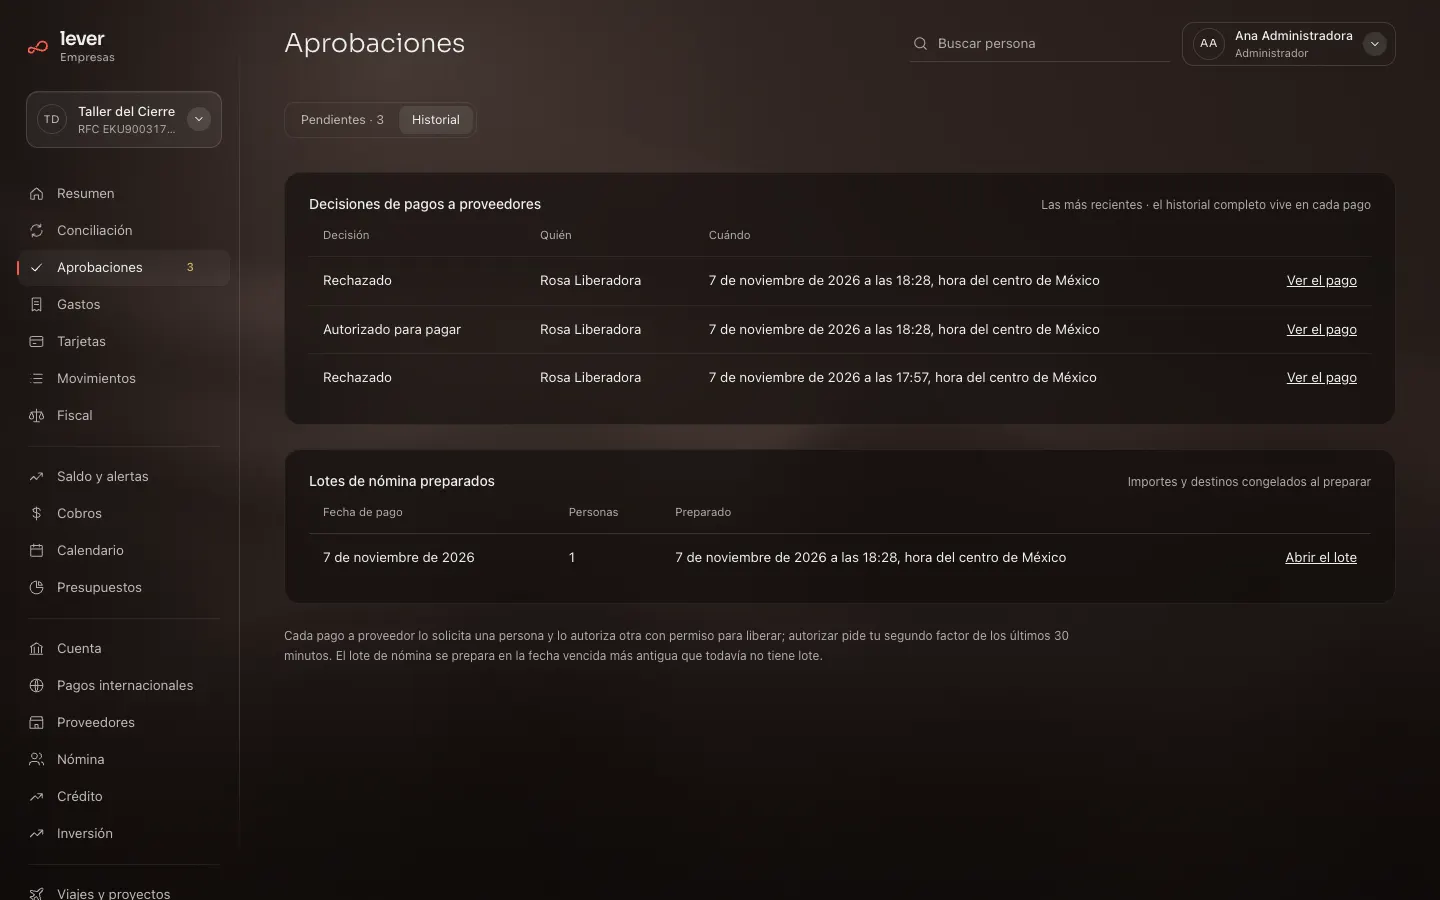 lever
Empresas
Aprobaciones
Buscar persona
AA
Ana Administradora
Administrador
TD
Taller del Cierre
RFC EKU900317...
Pendientes · 3
Historial
Resumen
Conciliación
Aprobaciones
3
Gastos
Tarjetas
Movimientos
Fiscal
Saldo y alertas
Cobros
Calendario
Presupuestos
Cuenta
Pagos internacionales
Proveedores
Nómina
Crédito
Inversión
Viajes y proyectos
Decisiones de pagos a proveedores
Las más recientes · el historial completo vive en cada pago
Decisión Quién Cuándo
Rechazado Rosa Liberadora 7 de noviembre de 2026 a las 18:28, hora del centro de México Ver el pago
Autorizado para pagar Rosa Liberadora 7 de noviembre de 2026 a las 18:28, hora del centro de México Ver el pago
Rechazado Rosa Liberadora 7 de noviembre de 2026 a las 17:57, hora del centro de México Ver el pago
Lotes de nómina preparados
Importes y destinos congelados al preparar
Fecha de pago Personas Preparado
7 de noviembre de 2026 1 7 de noviembre de 2026 a las 18:28, hora del centro de México Abrir el lote
Cada pago a proveedor lo solicita una persona y lo autoriza otra con permiso para liberar; autorizar pide tu segundo factor de los últimos 30
minutos. El lote de nómina se prepara en la fecha vencida más antigua que todavía no tiene lote.